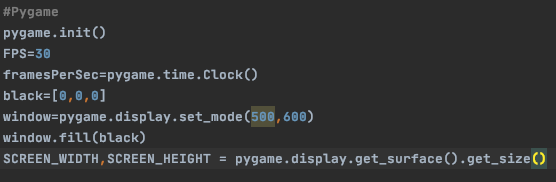 #Pygame
pygame.init()
FPS=30
framesPerSec=pygame.time.Clock()
black=[0,0,0]
window=pygame.display.set_mode(500,600)
window.fill(black)
SCREEN_WIDTH,SCREEN_HEIGHT = pygame.display.get_surface().get_size()